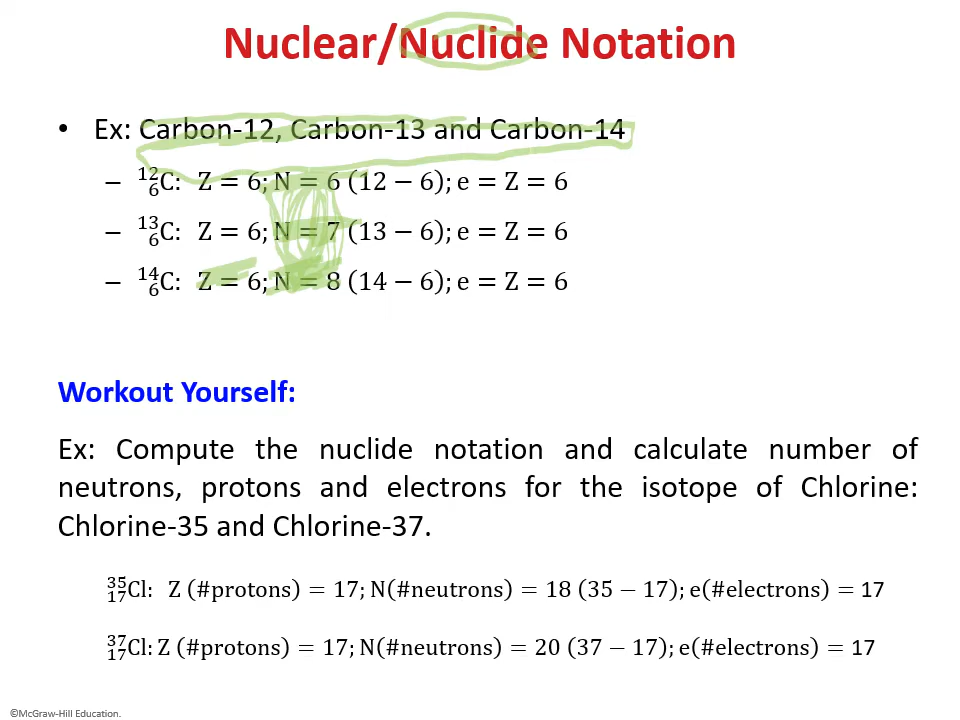 Nuclear/Nuclide Notation
• Ex: Carbon-12, Carbon-13 and Carbon-14
– ¹²₆C: Z = 6; N = 6 (12 − 6); e = Z = 6
– ¹³₆C: Z = 6; N = 7 (13 − 6); e = Z = 6
– ¹⁴₆C: Z = 6; N = 8 (14 − 6); e = Z = 6
Workout Yourself:
Ex: Compute the nuclide notation and calculate number of
neutrons, protons and electrons for the isotope of Chlorine:
Chlorine-35 and Chlorine-37.
³⁵₁₇Cl: Z (#protons) = 17; N(#neutrons) = 18 (35 − 17); e(#electrons) = 17
³⁷₁₇Cl: Z (#protons) = 17; N(#neutrons) = 20 (37 − 17); e(#electrons) = 17
©McGraw-Hill Education.